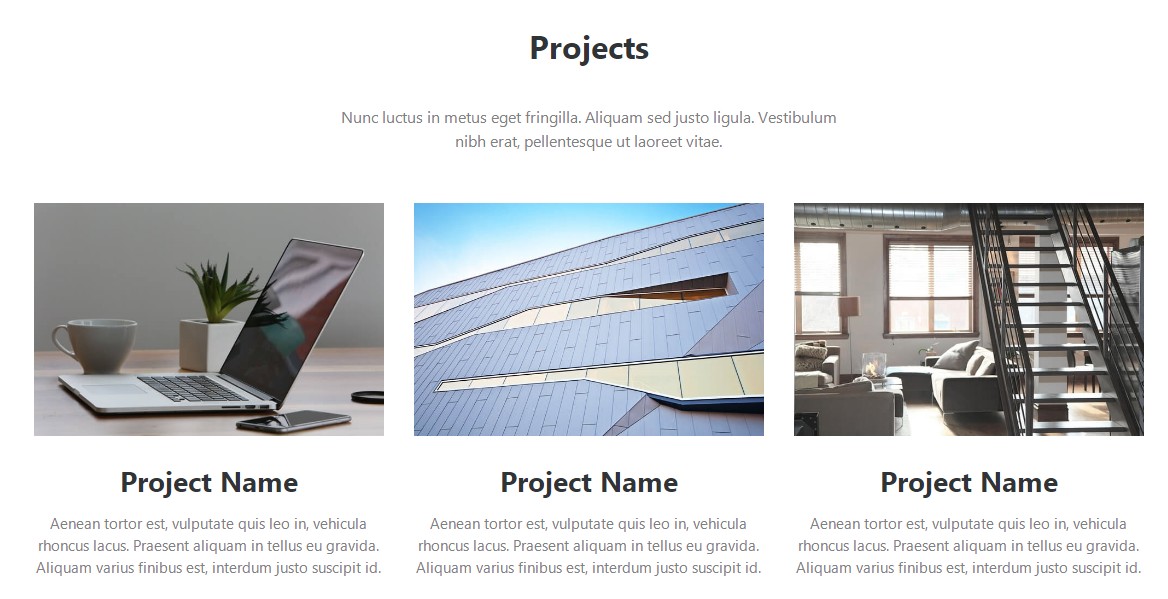 Projects
Nunc luctus in metus eget fringilla. Aliquam sed justo ligula. Vestibulum
nibh erat, pellentesque ut laoreet vitae.
Project Name
Aenean tortor est, vulputate quis leo in, vehicula
rhoncus lacus. Praesent aliquam in tellus eu gravida.
Aliquam varius finibus est, interdum justo suscipit id.
Project Name
Aenean tortor est, vulputate quis leo in, vehicula
rhoncus lacus. Praesent aliquam in tellus eu gravida.
Aliquam varius finibus est, interdum justo suscipit id.
Project Name
Aenean tortor est, vulputate quis leo in, vehicula
rhoncus lacus. Praesent aliquam in tellus eu gravida.
Aliquam varius finibus est, interdum justo suscipit id.